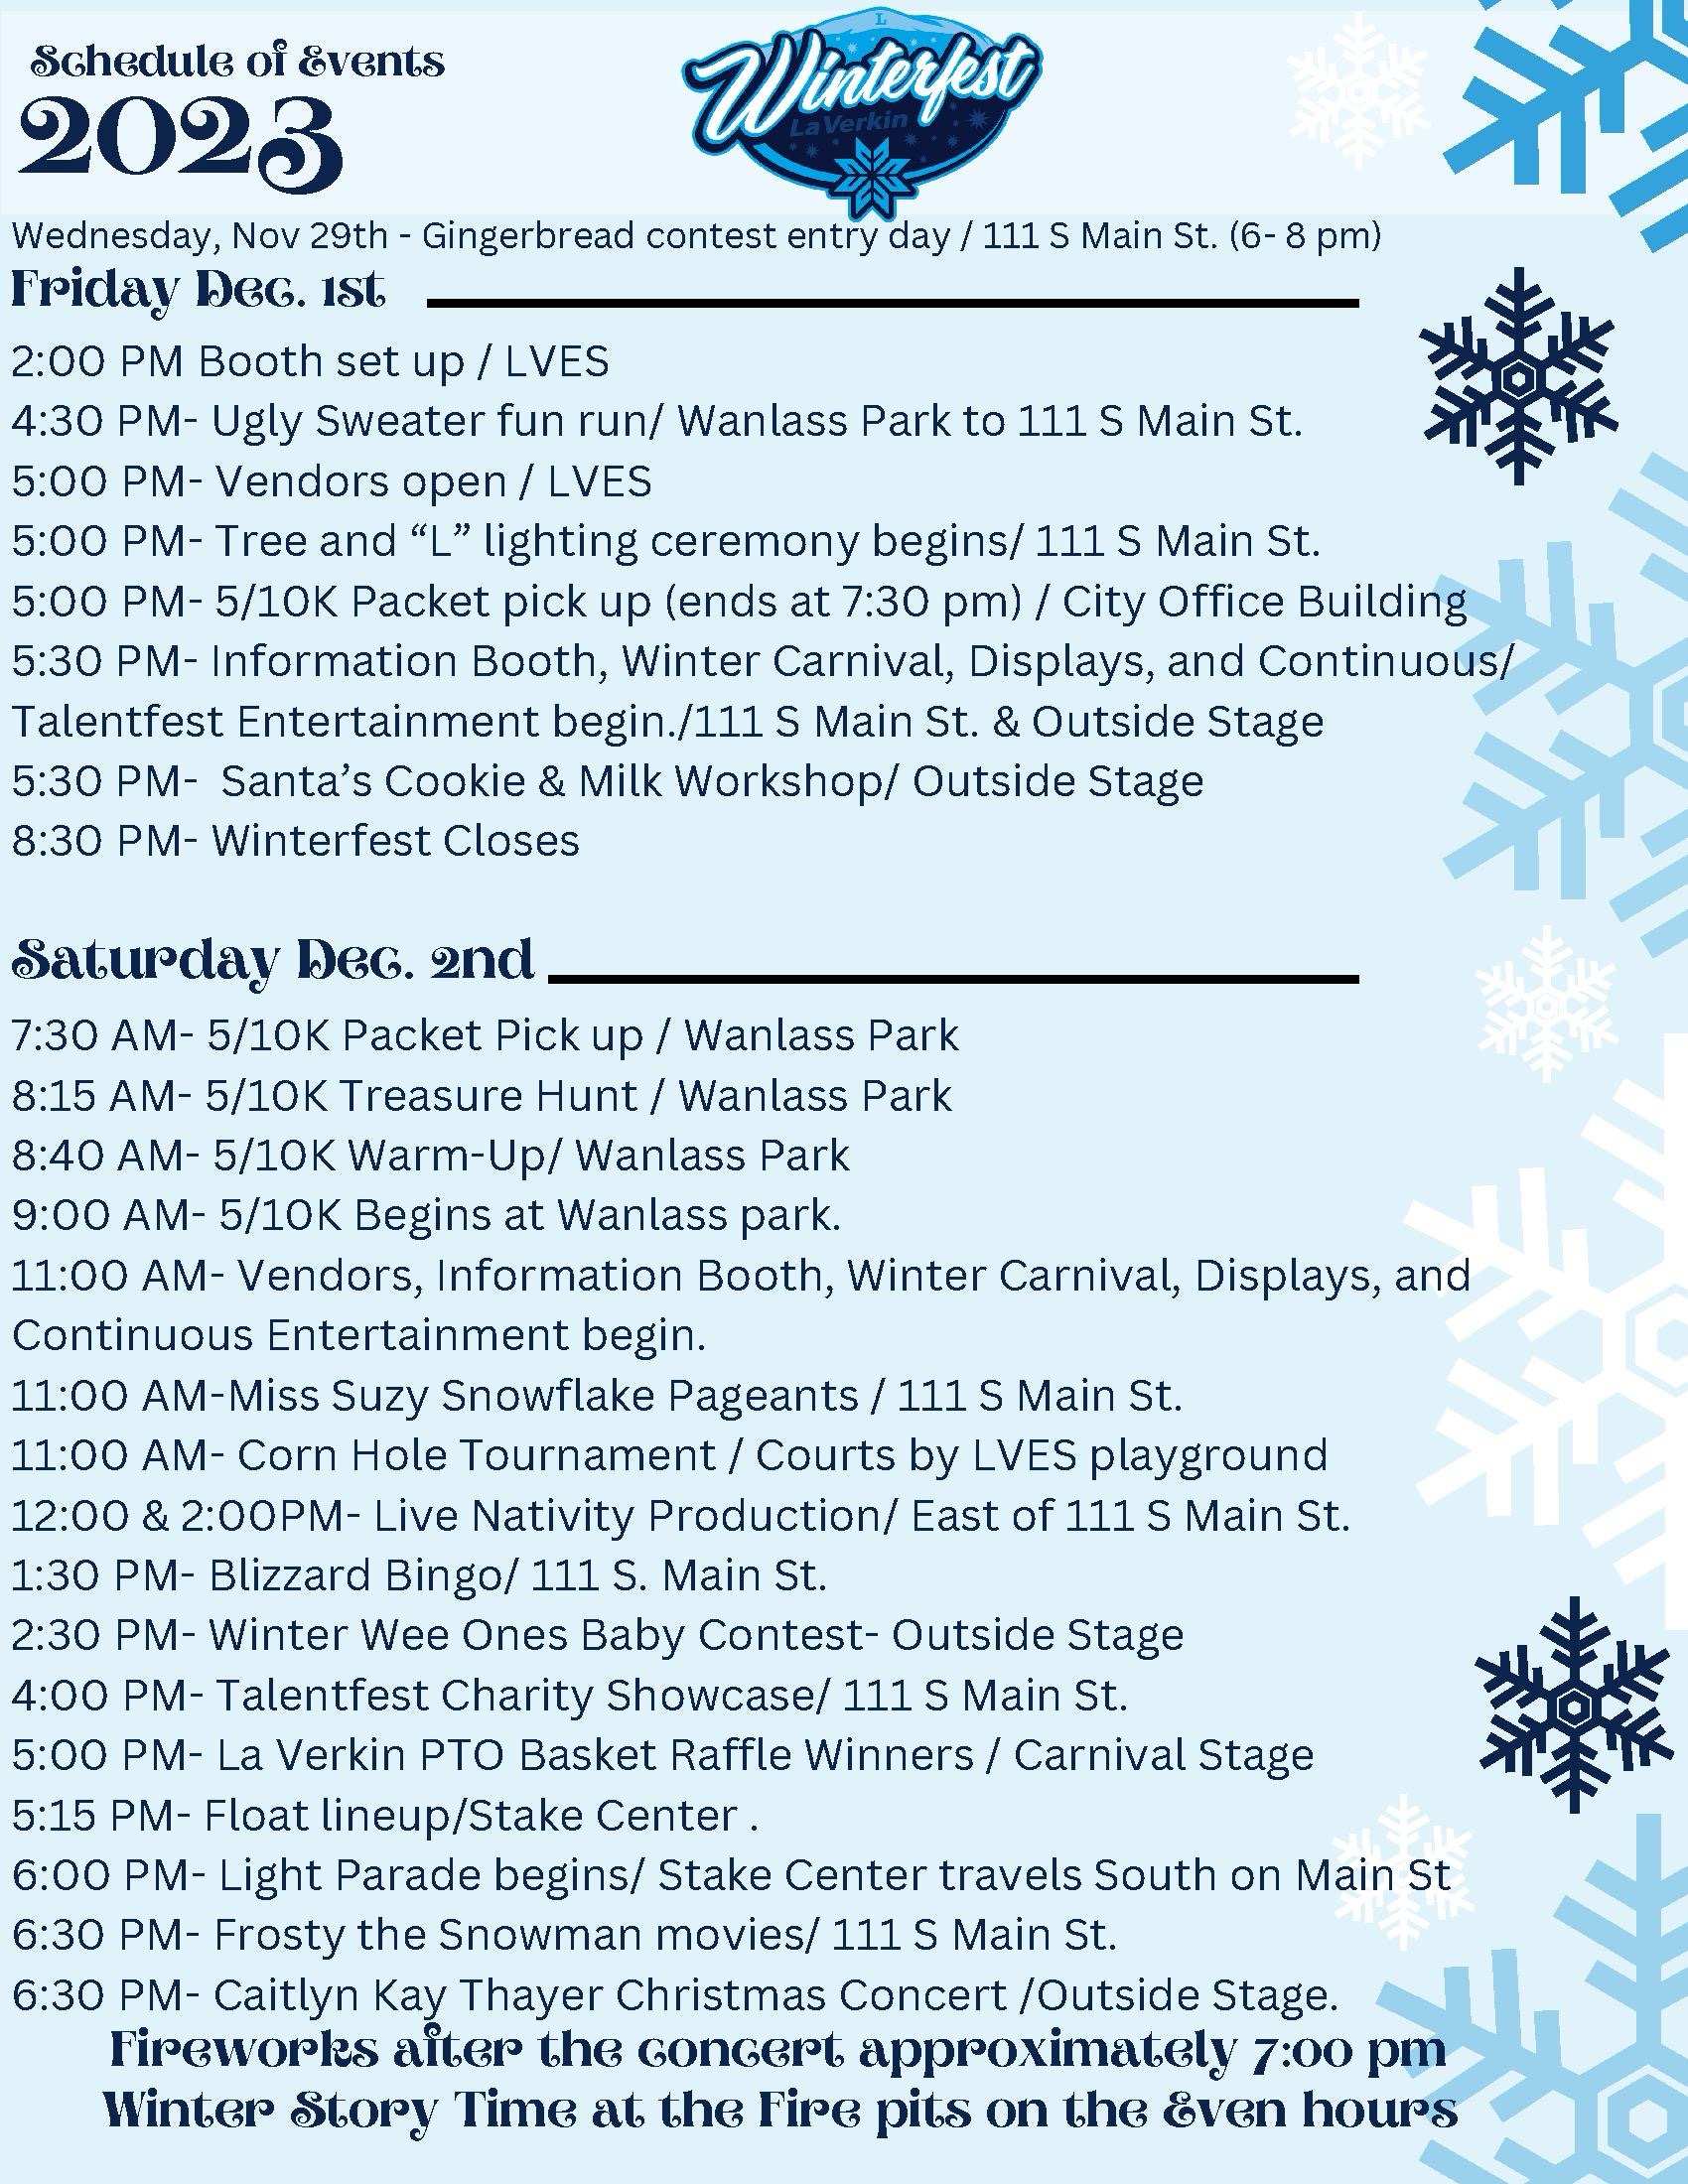 Schedule of Events
2023
L
Winterfest
LaVerkin
Wednesday, Nov 29th - Gingerbread contest entry day / 111 S Main St. (6- 8 pm)
Friday Dec. 1st
2:00 PM Booth set up / LVES
4:30 PM- Ugly Sweater fun run/ Wanlass Park to 111 S Main St.
5:00 PM- Vendors open / LVES
5:00 PM- Tree and “L” lighting ceremony begins/ 111 S Main St.
5:00 PM- 5/10K Packet pick up (ends at 7:30 pm) / City Office Building
5:30 PM- Information Booth, Winter Carnival, Displays, and Continuous/
Talentfest Entertainment begin./111 S Main St. & Outside Stage
5:30 PM-  Santa’s Cookie & Milk Workshop/ Outside Stage
8:30 PM- Winterfest Closes
Saturday Dec. 2nd
7:30 AM- 5/10K Packet Pick up / Wanlass Park
8:15 AM- 5/10K Treasure Hunt / Wanlass Park
8:40 AM- 5/10K Warm-Up/ Wanlass Park
9:00 AM- 5/10K Begins at Wanlass park.
11:00 AM- Vendors, Information Booth, Winter Carnival, Displays, and
Continuous Entertainment begin.
11:00 AM-Miss Suzy Snowflake Pageants / 111 S Main St.
11:00 AM- Corn Hole Tournament / Courts by LVES playground
12:00 & 2:00PM- Live Nativity Production/ East of 111 S Main St.
1:30 PM- Blizzard Bingo/ 111 S. Main St.
2:30 PM- Winter Wee Ones Baby Contest- Outside Stage
4:00 PM- Talentfest Charity Showcase/ 111 S Main St.
5:00 PM- La Verkin PTO Basket Raffle Winners / Carnival Stage
5:15 PM- Float lineup/Stake Center .
6:00 PM- Light Parade begins/ Stake Center travels South on Main St
6:30 PM- Frosty the Snowman movies/ 111 S Main St.
6:30 PM- Caitlyn Kay Thayer Christmas Concert /Outside Stage.
Fireworks after the concert approximately 7:00 pm
Winter Story Time at the Fire pits on the Even hours